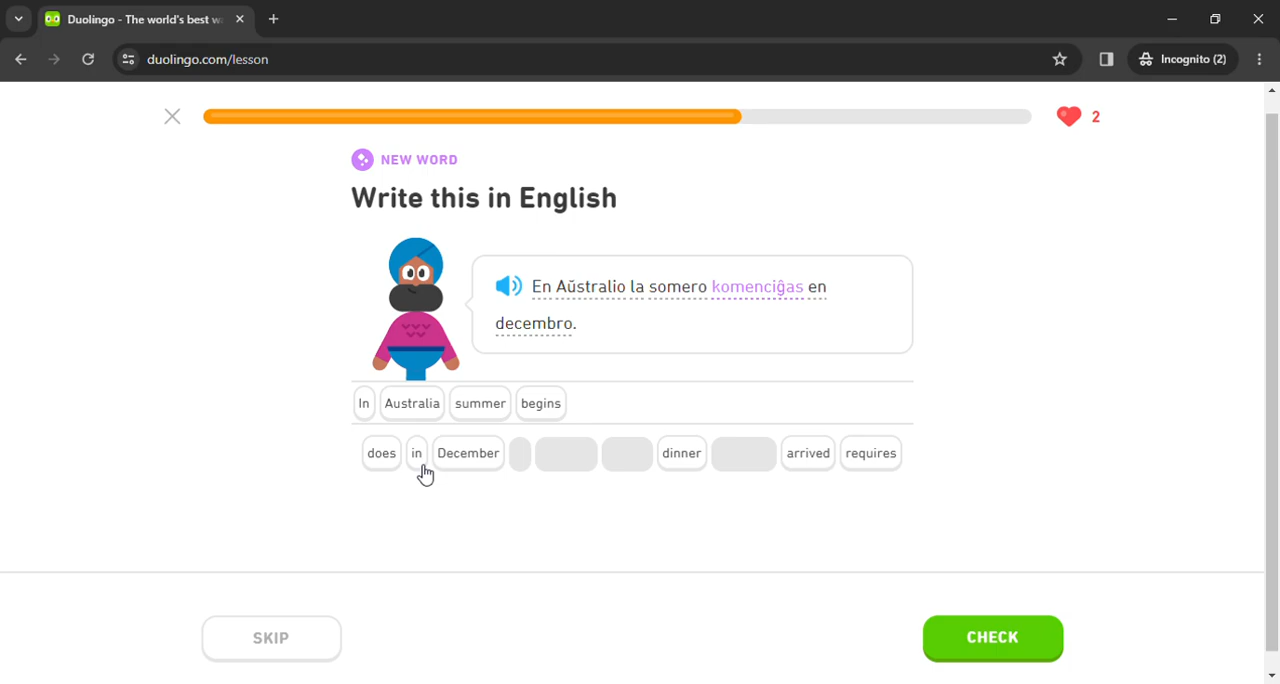 Duolingo - The world's best w
duolingo.com/lesson
Incognito (2)
2
NEW WORD
Write this in English
En Aŭstralio la somero komenciĝas en
decembro.
In Australia summer begins
does in December dinner arrived requires
SKIP
CHECK